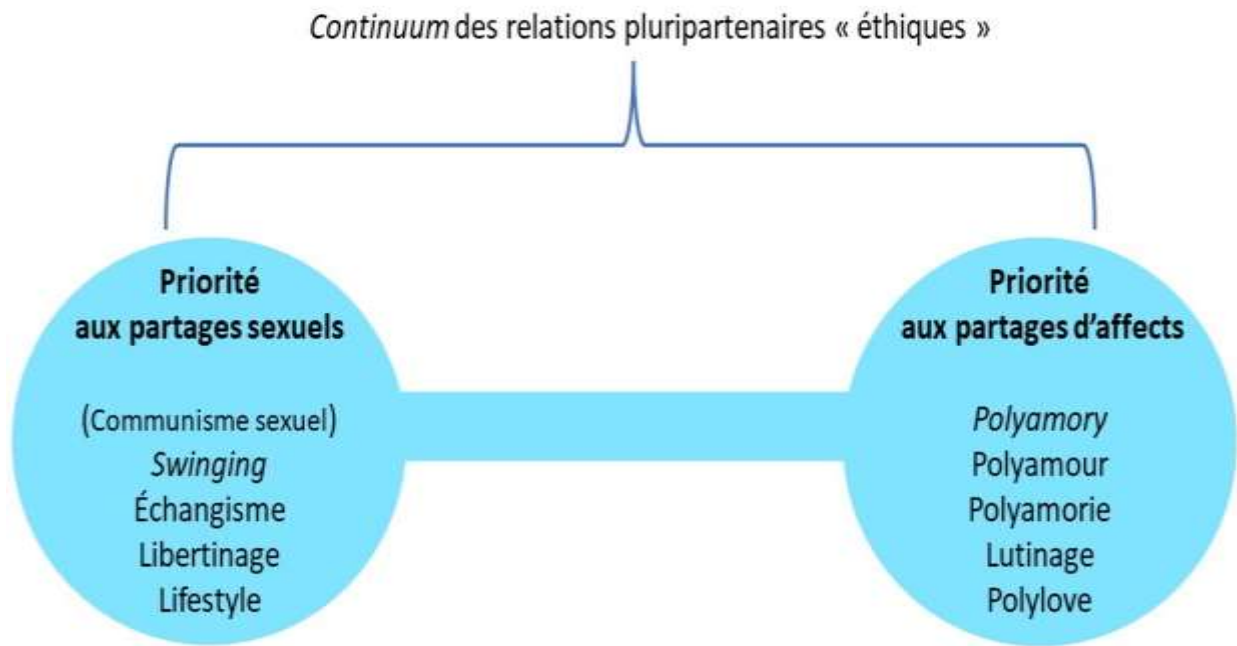 Continuum des relations pluripartenaires « éthiques »
Priorité
aux partages sexuels
(Communisme sexuel)
Swinging
Échangisme
Libertinage
Lifestyle
Priorité
aux partages d’affects
Polyamory
Polyamour
Polyamorie
Lutinage
Polylove